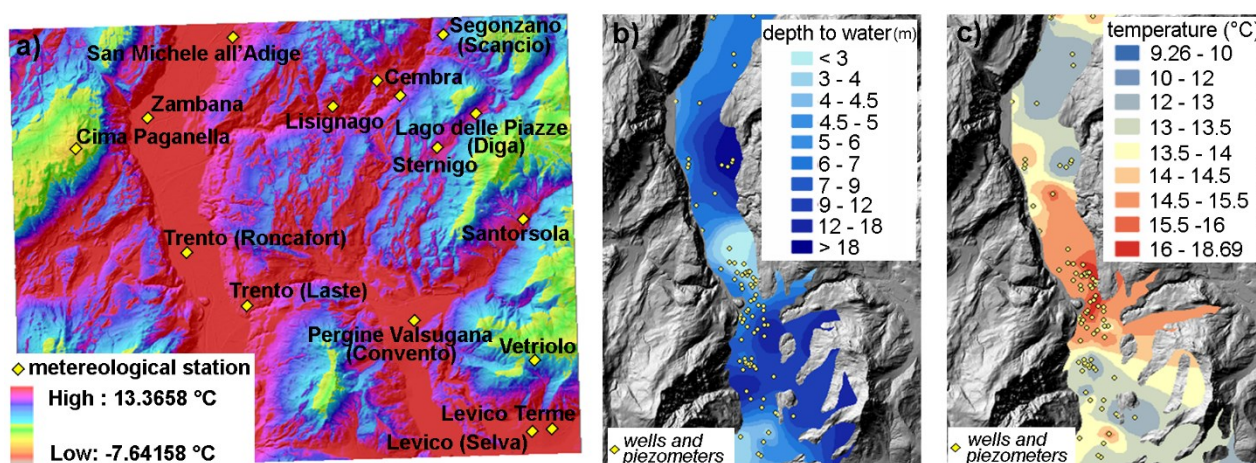 a)
San Michele all'Adige
Segonzano
(Scancio)
Cembra
Zambana
Lisignago
Lago delle Piazze
(Diga)
Cima Paganella
Sternigo
Santorsola
Trento (Roncafort)
Trento (Laste)
Pergine Valsugana
(Convento)
Vetriolo
metereological station
High : 13.3658 °C
Low: -7.64158 °C
Levico Terme
Levico (Selva)
b)
depth to water (m)
< 3
3 - 4
4 - 4.5
4.5 - 5
5 - 6
6 - 7
7 - 9
9 - 12
12 - 18
> 18
wells and
piezometers
c)
temperature (°C)
9.26 - 10
10 - 12
12 - 13
13 - 13.5
13.5 - 14
14 - 14.5
14.5 - 15.5
15.5 -16
16 - 18.69
wells and
piezometers